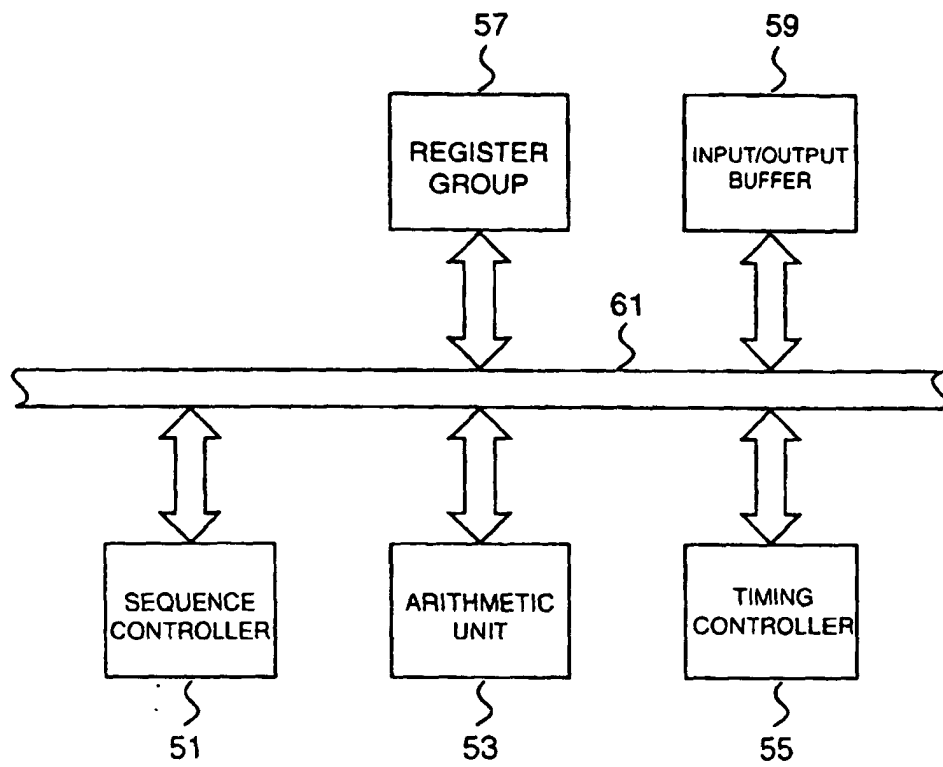 57
59
REGISTER
GROUP
INPUT/OUTPUT
BUFFER
61
SEQUENCE
CONTROLLER
ARITHMETIC
UNIT
TIMING
CONTROLLER
51
53
55